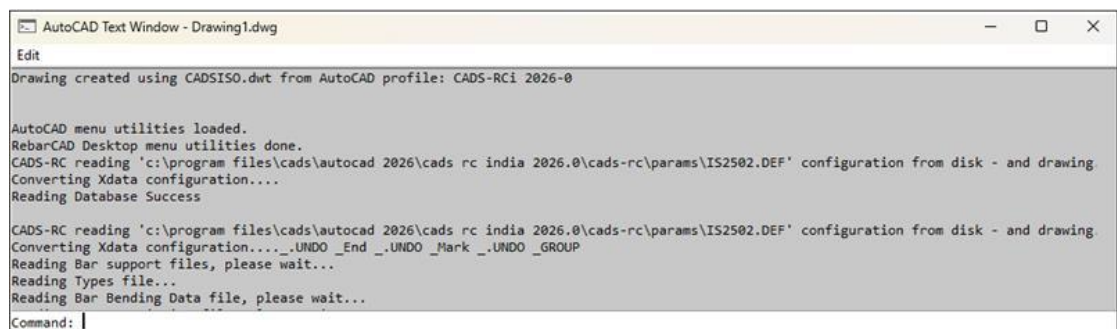 AutoCAD Text Window - Drawing1.dwg
Edit
Drawing created using CADSISO.dwt from AutoCAD profile: CADS-RCi 2026-0
AutoCAD menu utilities loaded.
RebarCAD Desktop menu utilities done.
CADS-RC reading 'c:\program files\cads\autocad 2026\cads rc india 2026.0\cads-rc\params\IS2502.DEF' configuration from disk - and drawing.
Converting Xdata configuration....
Reading Database Success
CADS-RC reading 'c:\program files\cads\autocad 2026\cads rc india 2026.0\cads-rc\params\IS2502.DEF' configuration from disk - and drawing.
Converting Xdata configuration...._.UNDO _End _.UNDO _Mark _.UNDO _GROUP
Reading Bar support files, please wait...
Reading Types file...
Reading Bar Bending Data file, please wait...
Command: